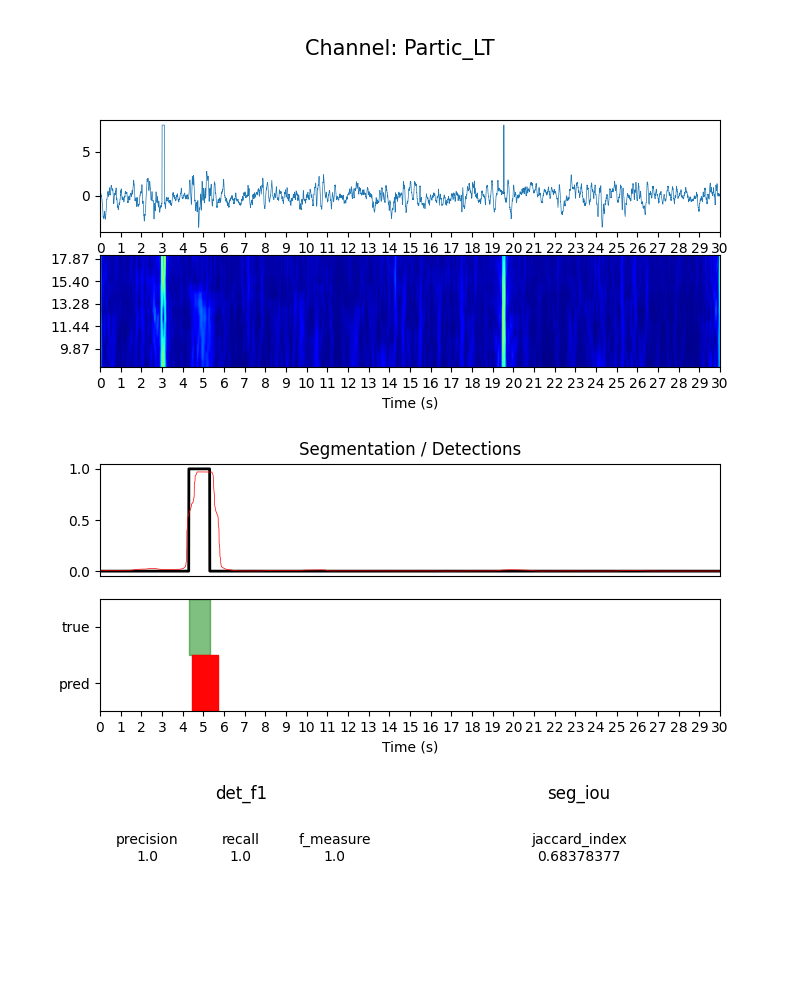 Channel: Partic_LT
5
0
0 1 2 3 4 5 6 7 8 9 10 11 12 13 14 15 16 17 18 19 20 21 22 23 24 25 26 27 28 29 30
17.87
15.40
13.28
11.44
9.87
0 1 2 3 4 5 6 7 8 9 10 11 12 13 14 15 16 17 18 19 20 21 22 23 24 25 26 27 28 29 30
Time (s)
Segmentation / Detections
1.0
0.5
0.0
true
pred
0 1 2 3 4 5 6 7 8 9 10 11 12 13 14 15 16 17 18 19 20 21 22 23 24 25 26 27 28 29 30
Time (s)
det_f1 seg_iou
precision recall f_measure jaccard_index
1.0 1.0 1.0 0.68378377